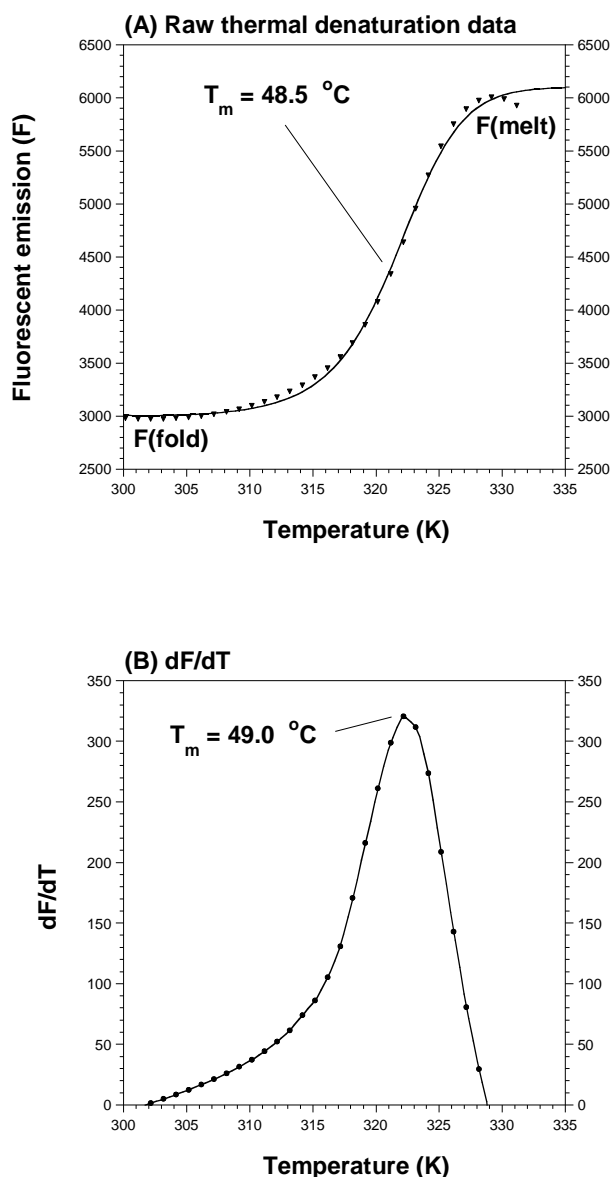 (A) Raw thermal denaturation data
6500 6500
6000 6000
5500 5500
5000 5000
4500 4500
4000 4000
3500 3500
3000 3000
2500 2500
Fluorescent emission (F)
Tm = 48.5 °C
F(melt)
F(fold)
300 305 310 315 320 325 330 335
Temperature (K)
(B) dF/dT
350 350
300 300
250 250
200 200
150 150
100 100
50 50
0 0
dF/dT
Tm = 49.0 °C
300 305 310 315 320 325 330 335
Temperature (K)